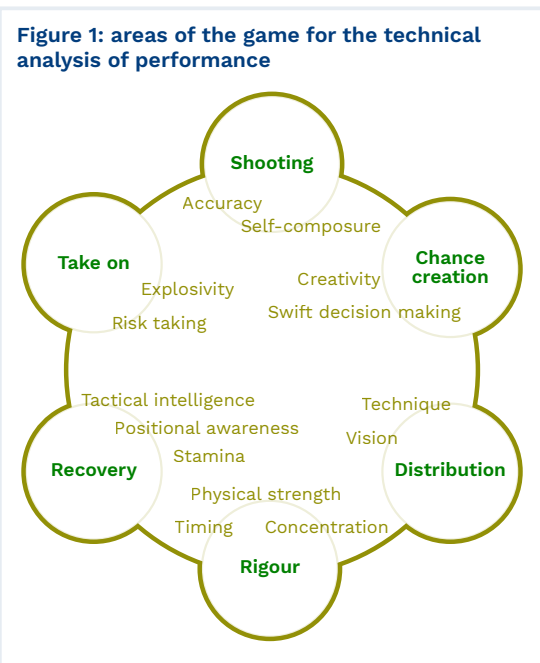 Figure 1: areas of the game for the technical
analysis of performance
Shooting
Accuracy
Self-composure
Take on
Explosivity
Risk taking
Chance
creation
Creativity
Swift decision making
Tactical intelligence
Positional awareness
Stamina
Recovery
Technique
Vision
Distribution
Physical strength
Timing
Concentration
Rigour